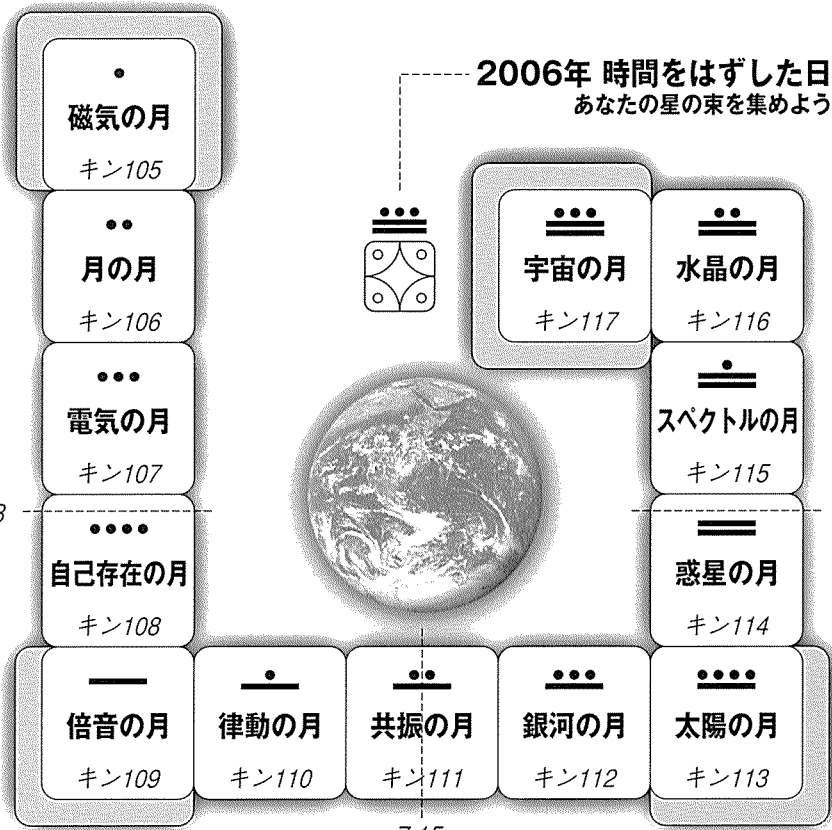 2006年 時間をはずした日
あなたの星の束を集めよう
磁気の月
キン105
月の月
キン106
電気の月
キン107
自己存在の月
キン108
倍音の月
キン109
律動の月
キン110
共振の月
キン111
銀河の月
キン112
太陽の月
キン113
惑星の月
キン114
スペクトルの月
キン115
水晶の月
キン116
宇宙の月
キン117